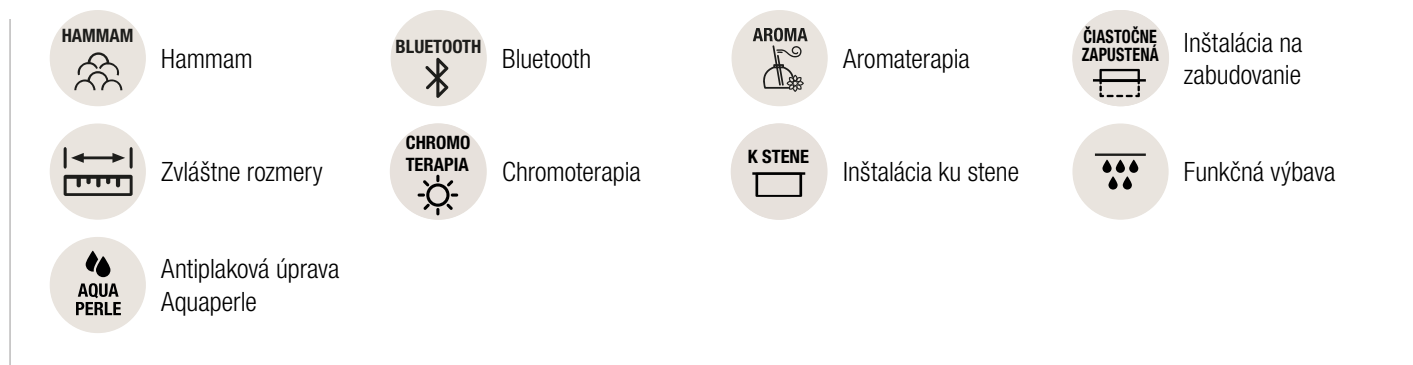 HAMMAM
Hammam
BLUETOOTH
Bluetooth
AROMA
Aromaterapia
ČIASTOČNE
ZAPUSTENÁ
Inštalácia na
zabudovanie
Zvláštne rozmery
CHROMO
TERAPIA
Chromoterapia
K STENE
Inštalácia ku stene
Funkčná výbava
AQUA
PERLE
Antiplaková úprava
Aquaperle